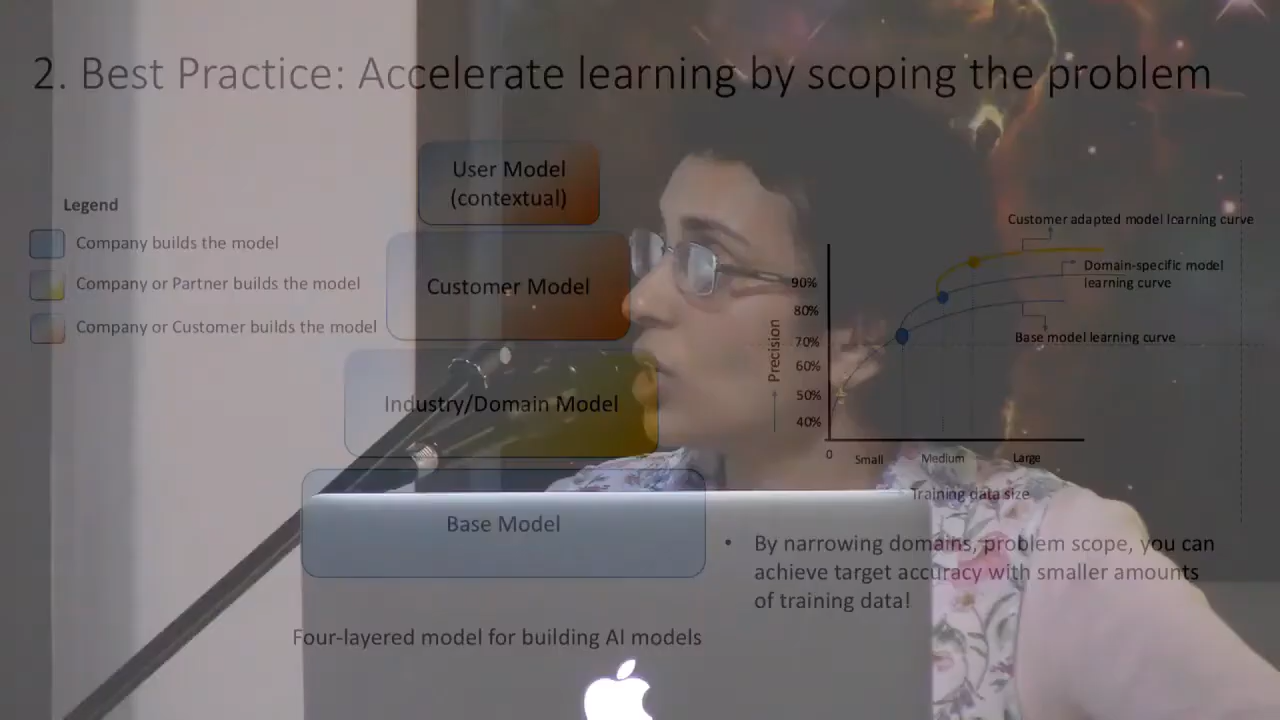 2. Best Practice: Accelerate learning by scoping the problem
Legend
Company builds the model
Company or Partner builds the model
Company or Customer builds the model
User Model
(contextual)
Customer Model
Industry/Domain Model
Base Model
Four-layered model for building AI models
Customer adapted model learning curve
Domain-specific model
learning curve
Base model learning curve
Precision
90%
80%
70%
60%
50%
40%
0
Small
Medium
Large
Training data size
• By narrowing domains, problem scope, you can
achieve target accuracy with smaller amounts
of training data!